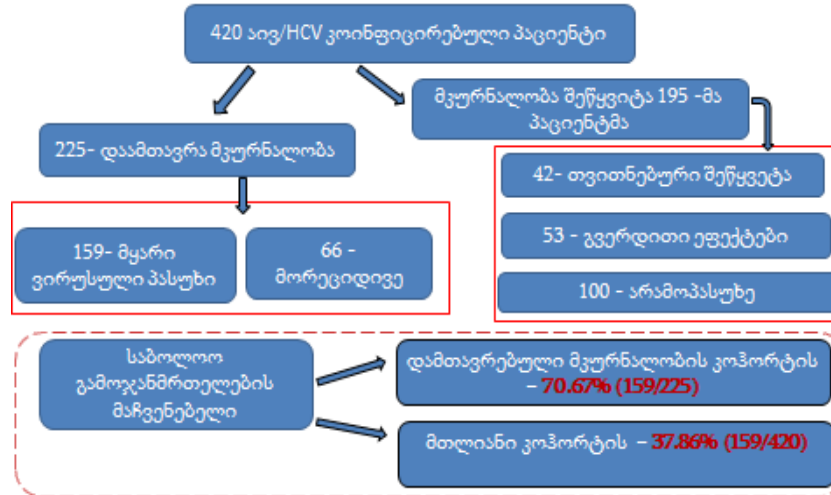 420 აივ/HCV კოინფიცირებული პაციენტი
მკურნალობა შეწყვიტა 195 -მა
პაციენტმა
225- დაამთავრა მკურნალობა
42- თვითნებური შეწყვეტა
53 - გვერდითი ეფექტები
100 - არამოპასუხე
159- მყარი
ვირუსული პასუხი
66 -
მორეციდივე
საბოლოო
გამოჯანმრთელების
მაჩვენებელი
დამთავრებული მკურნალობის კოჰორტის
– 70.67% (159/225)
მთლიანი კოჰორტის – 37.86% (159/420)